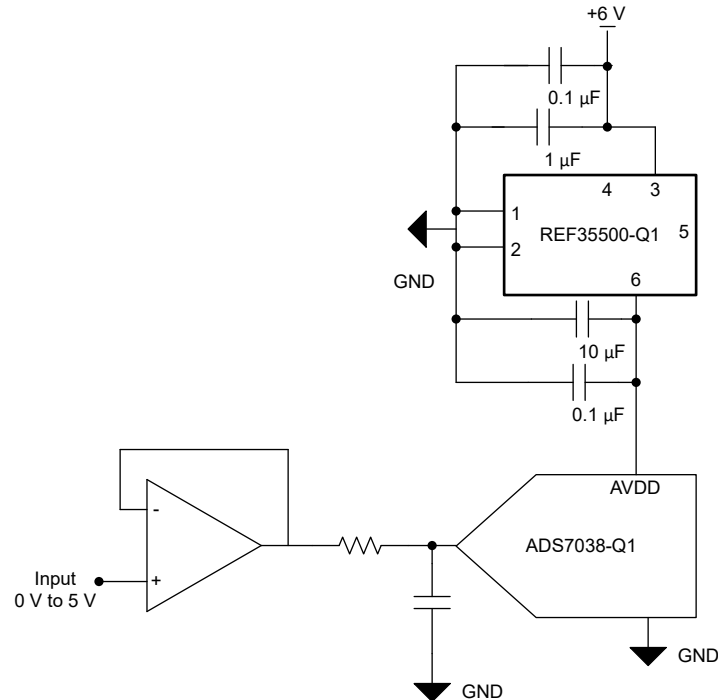 +6 V
0.1 µF
1 µF
4
3
1
REF35500-Q1
5
2
GND
6
10 µF
0.1 µF
AVDD
-
ADS7038-Q1
Input
0 V to 5 V
+
GND
GND